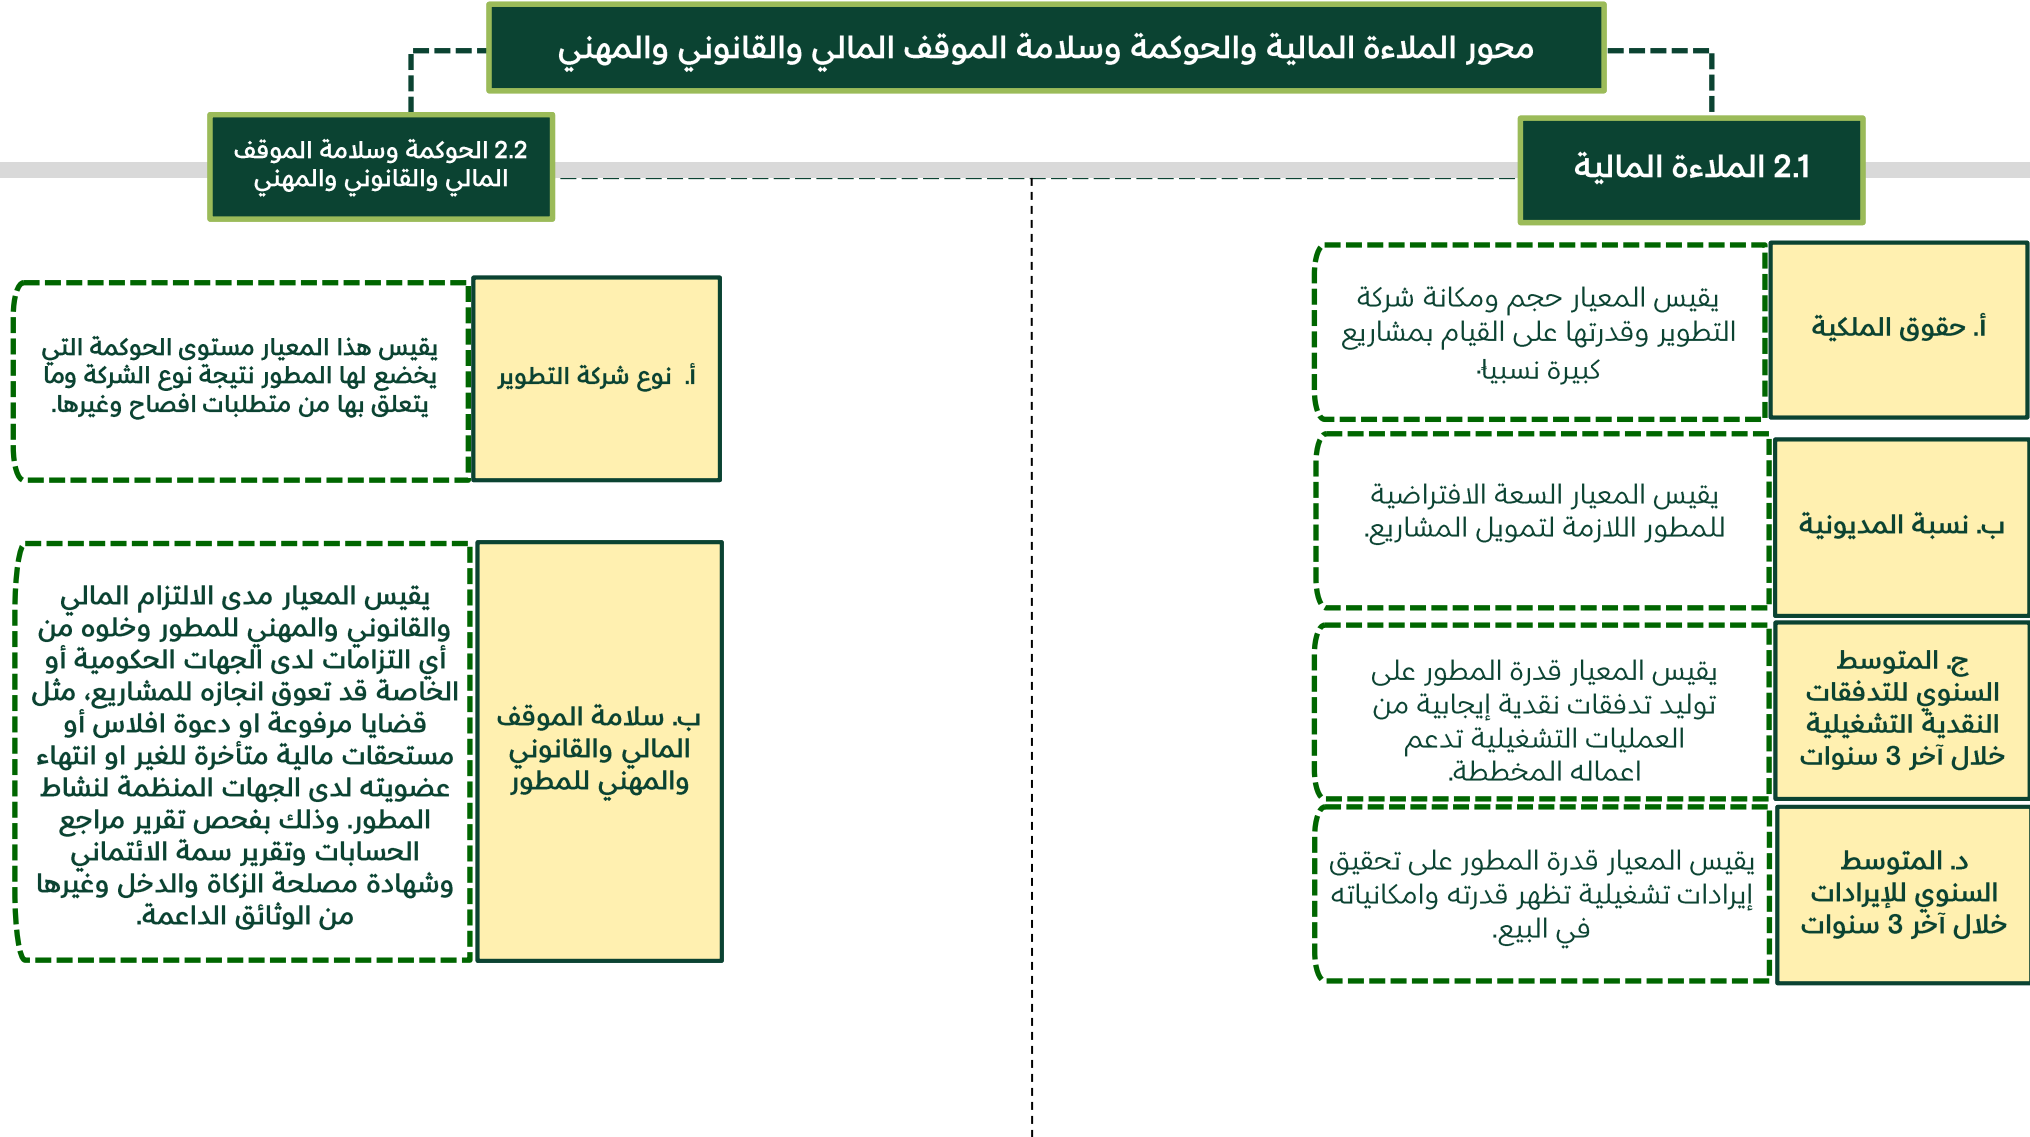 محور الملاءة المالية والحوكمة وسلامة الموقف المالي والقانوني والمهني
2.1 الملاءة المالية
أ. حقوق الملكية
يقيس المعيار حجم ومكانة شركة
التطوير وقدرتها على القيام بمشاريع
كبيرة نسبياً.
ب. نسبة المديونية
يقيس المعيار السعة الافتراضية
للمطور اللازمة لتمويل المشاريع.
ج. المتوسط
السنوي للتدفقات
النقدية التشغيلية
خلال آخر 3 سنوات
يقيس المعيار قدرة المطور على
توليد تدفقات نقدية إيجابية من
العمليات التشغيلية تدعم
اعماله المخططة.
د. المتوسط
السنوي للإيرادات
خلال آخر 3 سنوات
يقيس المعيار قدرة المطور على تحقيق
إيرادات تشغيلية تظهر قدرته وامكانياته
في البيع.
2.2 الحوكمة وسلامة الموقف
المالي والقانوني والمهني
أ. نوع شركة التطوير
يقيس هذا المعيار مستوى الحوكمة التي
يخضع لها المطور نتيجة نوع الشركة وما
يتعلق بها من متطلبات افصاح وغيرها.
ب. سلامة الموقف
المالي والقانوني
والمهني للمطور
يقيس المعيار مدى الالتزام المالي
والقانوني والمهني للمطور وخلوه من
أي التزامات لدى الجهات الحكومية أو
الخاصة قد تعوق انجازه للمشاريع، مثل
قضايا مرفوعة او دعوة افلاس أو
مستحقات مالية متأخرة للغير او انتهاء
عضويته لدى الجهات المنظمة لنشاط
المطور. وذلك بفحص تقرير مراجع
الحسابات وتقرير سمة الائتماني
وشهادة مصلحة الزكاة والدخل وغيرها
من الوثائق الداعمة.